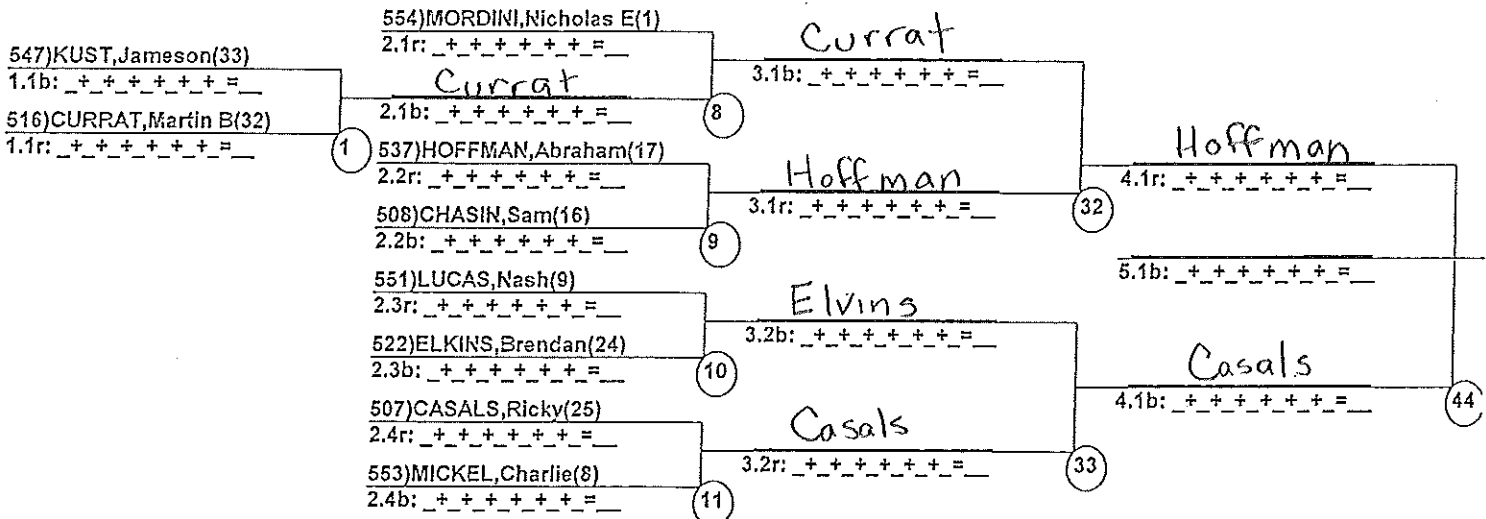 554)MORDINI,Nicholas E(1)
2.1r: _+_+_+_+_+_=__
Currat
3.1b: _+_+_+_+_+_=__
547)KUST,Jameson(33)
1.1b: _+_+_+_+_+_=__
Currat
2.1b: _+_+_+_+_+_=__
8
516)CURRAT,Martin B(32)
1.1r: _+_+_+_+_+_=__
1
537)HOFFMAN,Abraham(17)
2.2r: _+_+_+_+_+_=__
Hoffman
3.1r: _+_+_+_+_+_=__
32
Hoffman
4.1r: _+_+_+_+_+_=__
508)CHASIN,Sam(16)
2.2b: _+_+_+_+_+_=__
9
5.1b: _+_+_+_+_+_=__
551)LUCAS,Nash(9)
2.3r: _+_+_+_+_+_=__
Elvins
3.2b: _+_+_+_+_+_=__
522)ELKINS,Brendan(24)
2.3b: _+_+_+_+_+_=__
10
Casals
4.1b: _+_+_+_+_+_=__
44
507)CASALS,Ricky(25)
2.4r: _+_+_+_+_+_=__
Casals
3.2r: _+_+_+_+_+_=__
33
553)MICKEL,Charlie(8)
2.4b: _+_+_+_+_+_=__
11